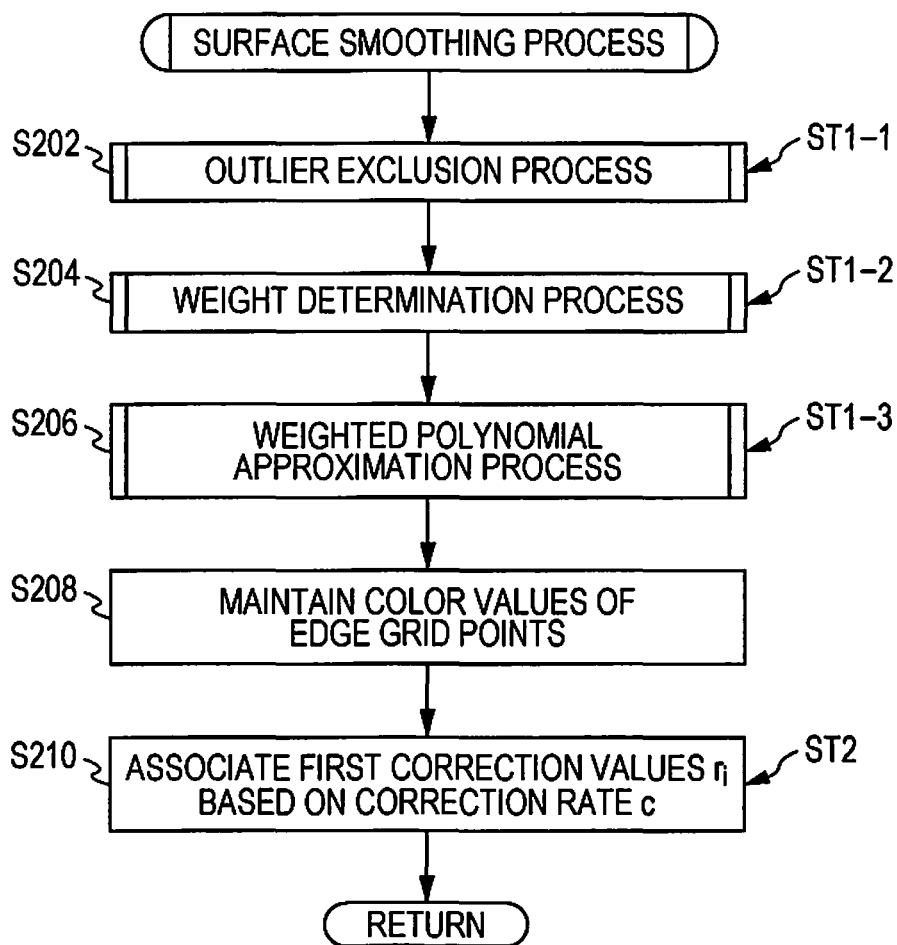 SURFACE SMOOTHING PROCESS
S202
OUTLIER EXCLUSION PROCESS
ST1-1
S204
WEIGHT DETERMINATION PROCESS
ST1-2
S206
WEIGHTED POLYNOMIAL
APPROXIMATION PROCESS
ST1-3
S208
MAINTAIN COLOR VALUES OF
EDGE GRID POINTS
S210
ASSOCIATE FIRST CORRECTION VALUES ri
BASED ON CORRECTION RATE c
ST2
RETURN